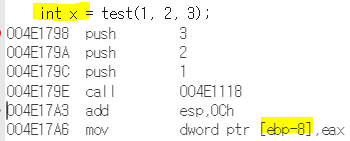 int x = test(1, 2, 3);
004E1798 push 3
004E179A push 2
004E179C push 1
004E179E call 004E1118
004E17A3 add esp,0Ch
004E17A6 mov dword ptr [ebp-8],eax